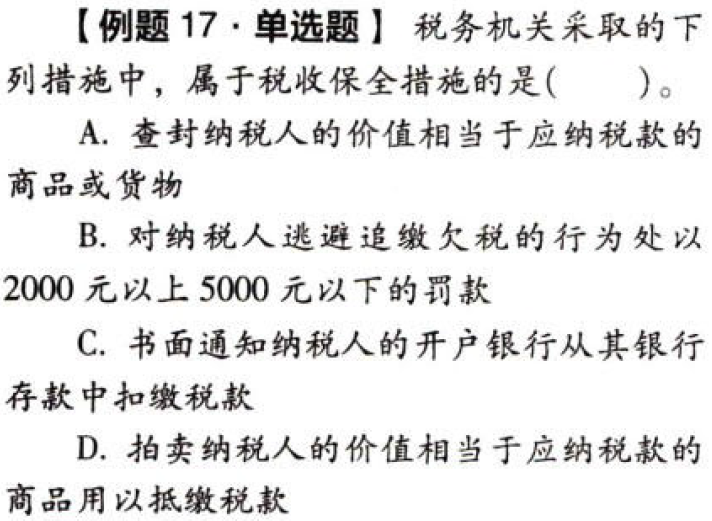 【例题 17·单选题】 税务机关采取的下
列措施中，属于税收保全措施的是(　　)。
A. 查封纳税人的价值相当于应纳税款的
商品或货物
B. 对纳税人逃避追缴欠税的行为处以
2000 元以上 5000 元以下的罚款
C. 书面通知纳税人的开户银行从其银行
存款中扣缴税款
D. 拍卖纳税人的价值相当于应纳税款的
商品用以抵缴税款